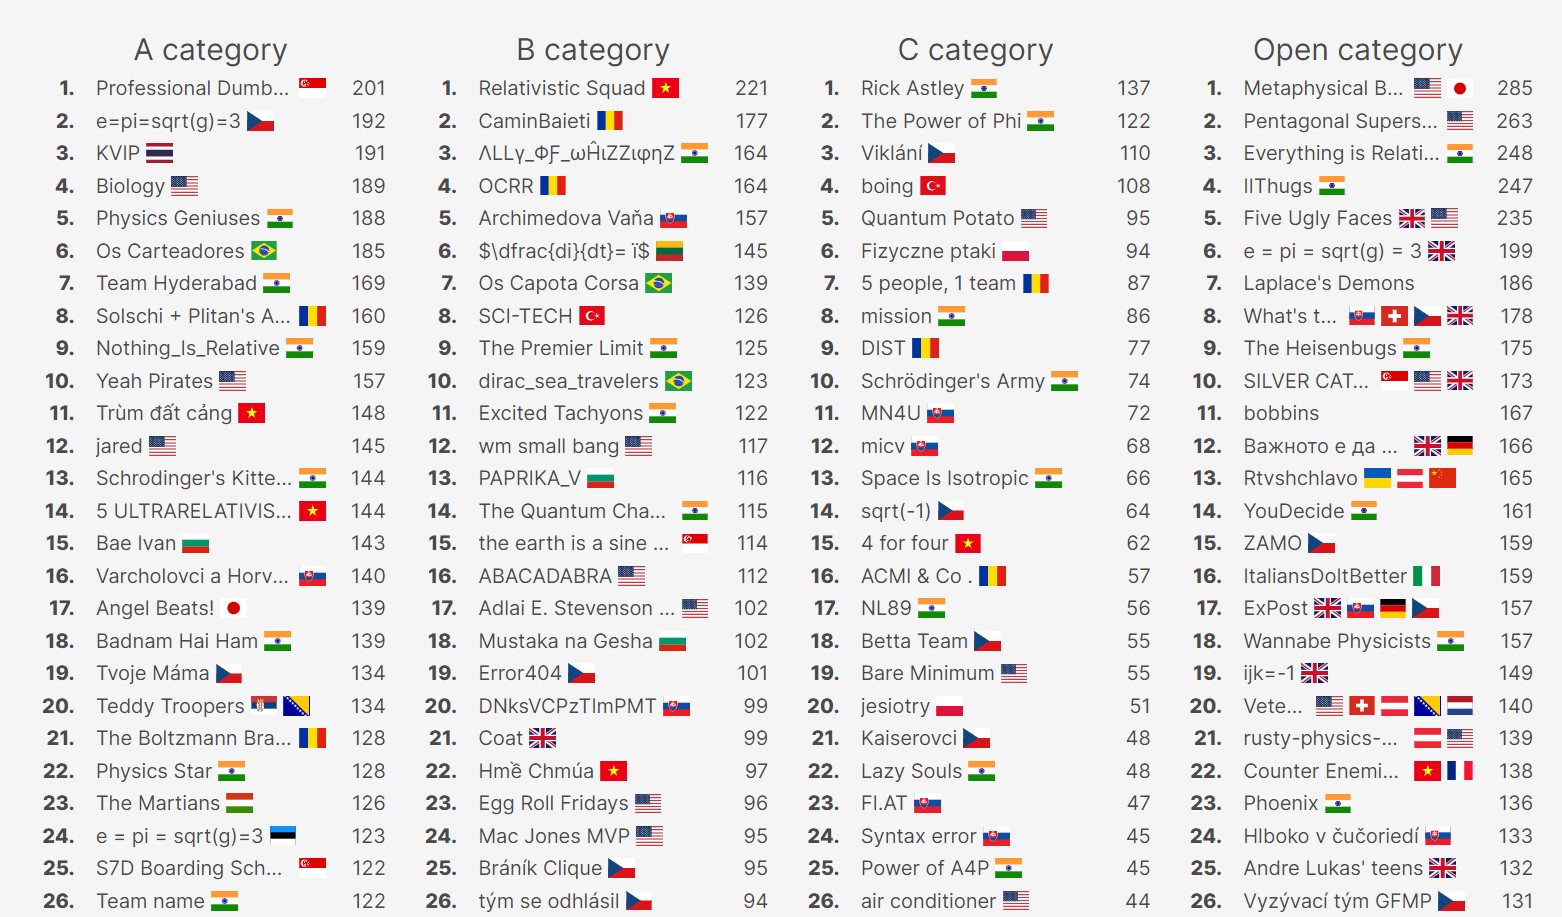 A category
1. Professional Dumb... 201
2. e=pi=sqrt(g)=3 192
3. KVIP 191
4. Biology 189
5. Physics Geniuses 188
6. Os Carteadores 185
7. Team Hyderabad 169
8. Solschi + Plitan's A... 160
9. Nothing_Is_Relative 159
10. Yeah Pirates 157
11. Trùm đất cảng 148
12. jared 145
13. Schrodinger's Kitte... 144
14. 5 ULTRARELATIVIS... 144
15. Bae Ivan 143
16. Varcholovci a Horv... 140
17. Angel Beats! 139
18. Badnam Hai Ham 139
19. Tvoje Máma 134
20. Teddy Troopers 134
21. The Boltzmann Bra... 128
22. Physics Star 128
23. The Martians 126
24. e = pi = sqrt(g)=3 123
25. S7D Boarding Sch... 122
26. Team name 122
B category
1. Relativistic Squad 221
2. CaminBaieti 177
3. ΛLLγ_ΦƑ_ωĤιZZιφηZ 164
4. OCRR 164
5. Archimedova Vaňa 157
6. $\dfrac{di}{dt}= ï$ 145
7. Os Capota Corsa 139
8. SCI-TECH 126
9. The Premier Limit 125
10. dirac_sea_travelers 123
11. Excited Tachyons 122
12. wm small bang 117
13. PAPRIKA_V 116
14. The Quantum Cha... 115
15. the earth is a sine ... 114
16. ABACADABRA 112
17. Adlai E. Stevenson ... 102
18. Mustaka na Gesha 102
19. Error404 101
20. DNksVCPzTImPMT 99
21. Coat 99
22. Hmề Chmúa 97
23. Egg Roll Fridays 96
24. Mac Jones MVP 95
25. Bráník Clique 95
26. tým se odhlásil 94
C category
1. Rick Astley 137
2. The Power of Phi 122
3. Viklání 110
4. boing 108
5. Quantum Potato 95
6. Fizyczne ptaki 94
7. 5 people, 1 team 87
8. mission 86
9. DIST 77
10. Schrödinger's Army 74
11. MN4U 72
12. micv 68
13. Space Is Isotropic 66
14. sqrt(-1) 64
15. 4 for four 62
16. ACMI & Co . 57
17. NL89 56
18. Betta Team 55
19. Bare Minimum 55
20. jesiotry 51
21. Kaiserovci 48
22. Lazy Souls 48
23. FI.AT 47
24. Syntax error 45
25. Power of A4P 45
26. air conditioner 44
Open category
1. Metaphysical B... 285
2. Pentagonal Supers... 263
3. Everything is Relati... 248
4. IIThugs 247
5. Five Ugly Faces 235
6. e = pi = sqrt(g) = 3 199
7. Laplace's Demons 186
8. What's t... 178
9. The Heisenbugs 175
10. SILVER CAT... 173
11. bobbins 167
12. Важното е да ... 166
13. Rtvshchlavo 165
14. YouDecide 161
15. ZAMO 159
16. ItaliansDoItBetter 159
17. ExPost 157
18. Wannabe Physicists 157
19. ijk=-1 149
20. Vete... 140
21. rusty-physics-... 139
22. Counter Enemi... 138
23. Phoenix 136
24. Hlboko v čučoriedí 133
25. Andre Lukas' teens 132
26. Vyzývací tým GFMP 131